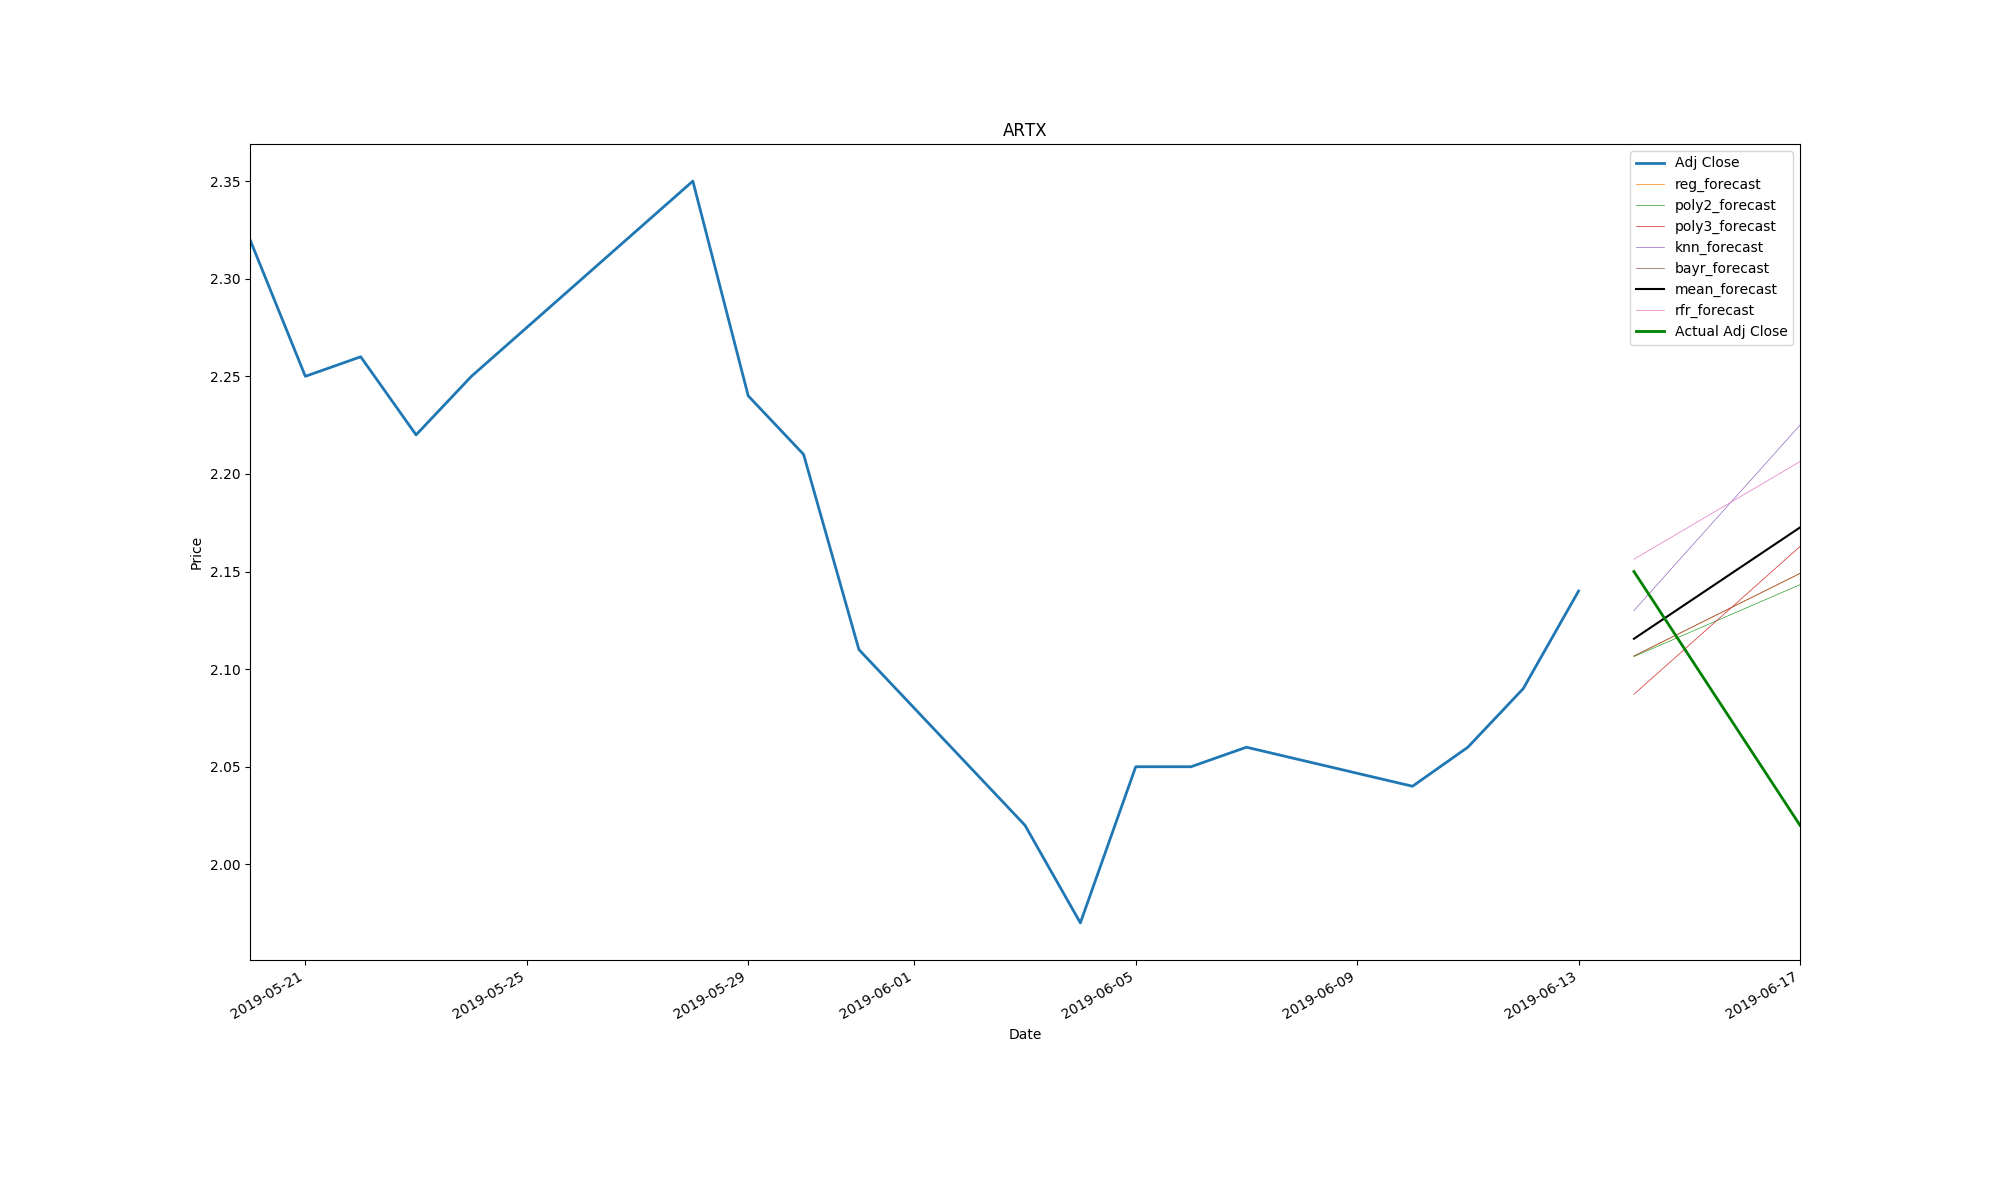 ARTX
Adj Close
reg_forecast
poly2_forecast
poly3_forecast
knn_forecast
bayr_forecast
mean_forecast
rfr_forecast
Actual Adj Close
2.35
2.30
2.25
2.20
2.15
2.10
2.05
2.00
Price
2019-05-21
2019-05-25
2019-05-29
2019-06-01
2019-06-05
2019-06-09
2019-06-13
2019-06-17
Date